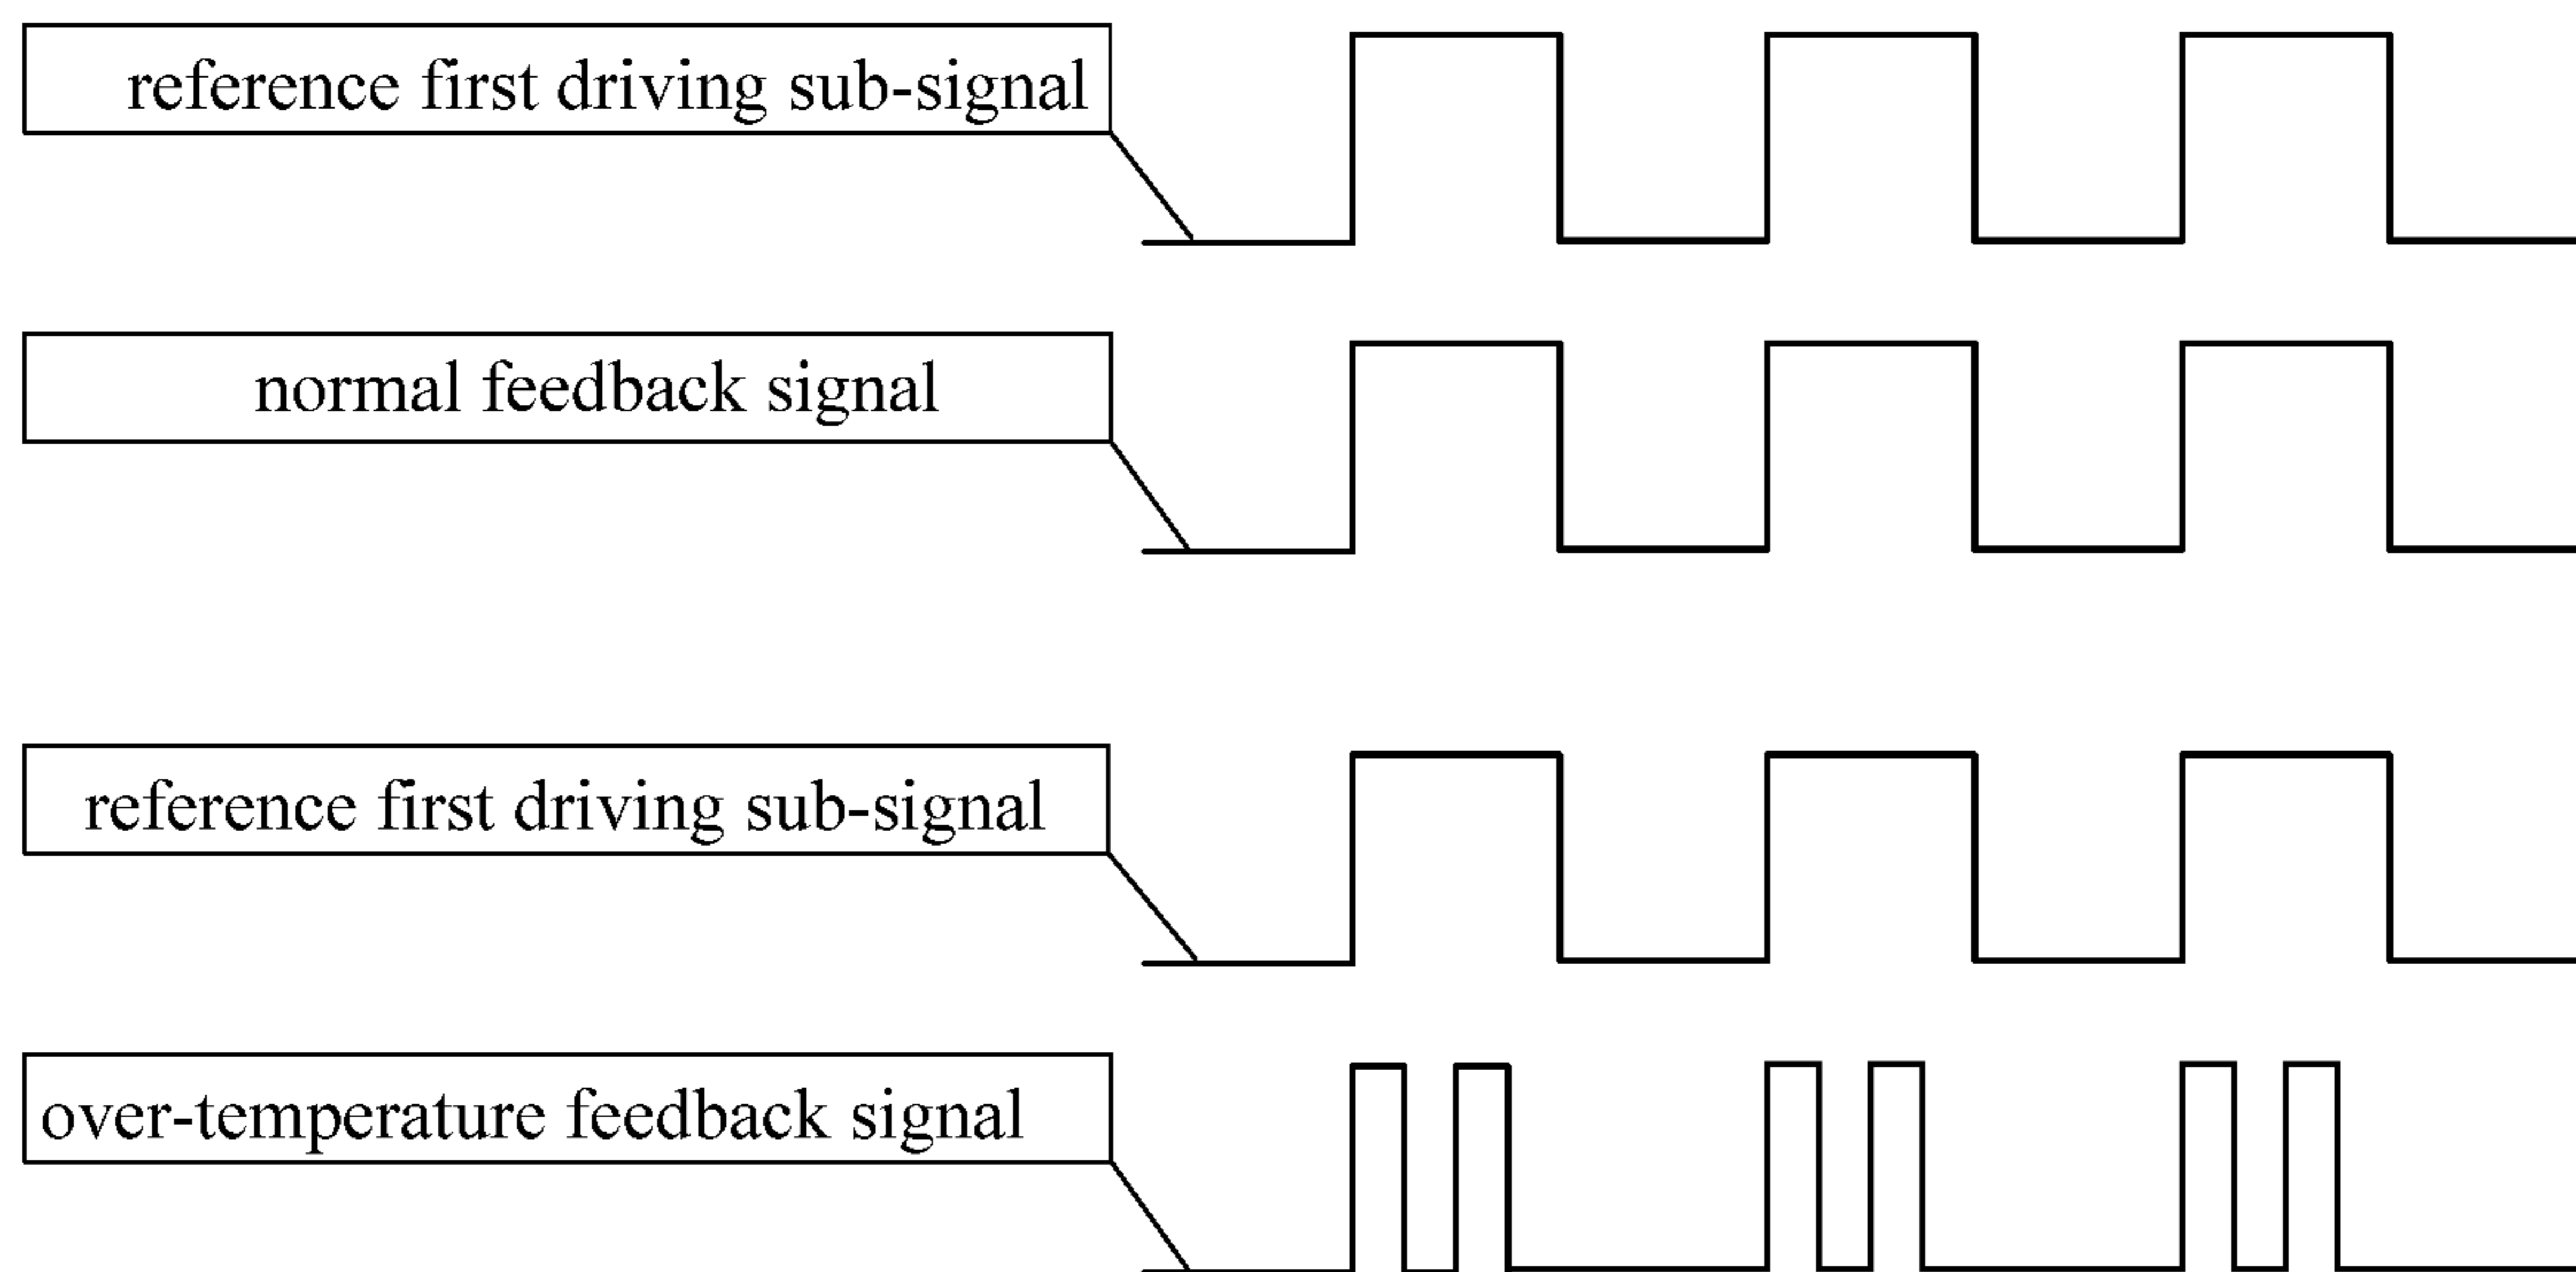 reference first driving sub-signal
normal feedback signal
reference first driving sub-signal
over-temperature feedback signal